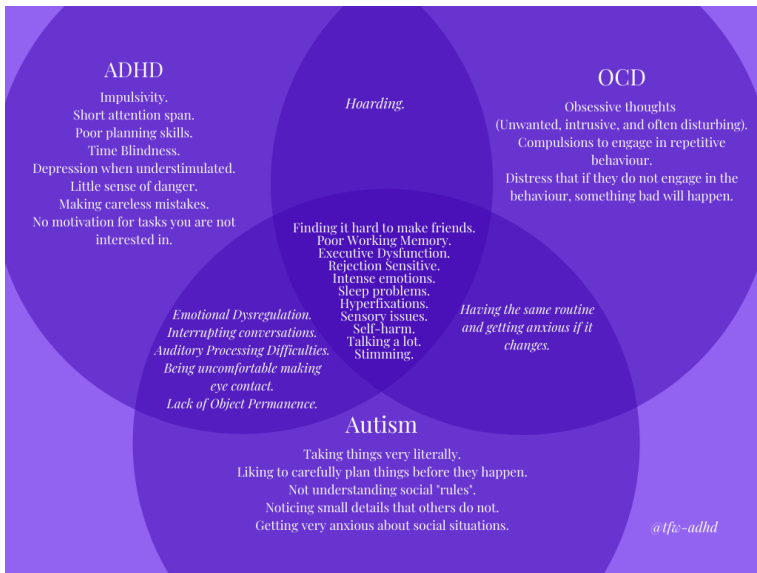 ADHD
Impulsivity.
Short attention span.
Poor planning skills.
Time Blindness.
Depression when understimulated.
Little sense of danger.
Making careless mistakes.
No motivation for tasks you are not
interested in.
Hoarding.
OCD
Obsessive thoughts
(Unwanted, intrusive, and often disturbing).
Compulsions to engage in repetitive
behaviour.
Distress that if they do not engage in the
behaviour, something bad will happen.
Finding it hard to make friends.
Poor Working Memory.
Executive Dysfunction.
Rejection Sensitive.
Intense emotions.
Sleep problems.
Hyperfixations.
Sensory issues.
Self-harm.
Talking a lot.
Stimming.
Emotional Dysregulation.
Interrupting conversations.
Auditory Processing Difficulties.
Being uncomfortable making
eye contact.
Lack of Object Permanence.
Having the same routine
and getting anxious if it
changes.
Autism
Taking things very literally.
Liking to carefully plan things before they happen.
Not understanding social "rules".
Noticing small details that others do not.
Getting very anxious about social situations.
@tfw-adhd